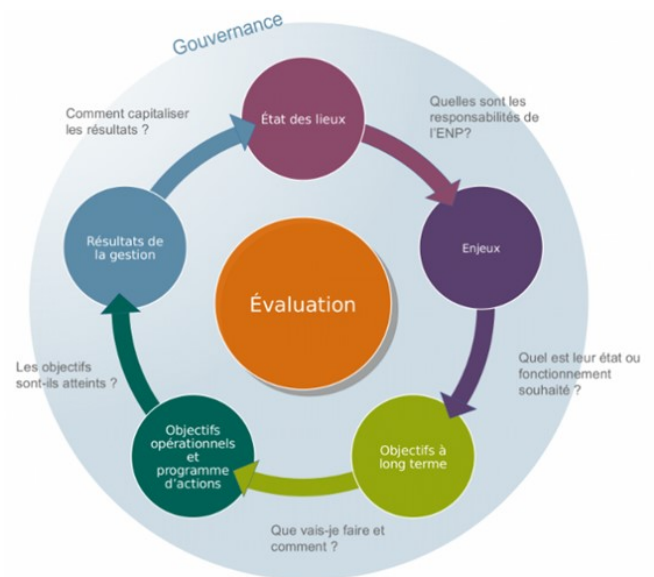 Gouvernance
État des lieux
Quelles sont les
responsabilités de
l'ENP?
Enjeux
Quel est leur état ou
fonctionnement
souhaité ?
Objectifs à
long terme
Que vais-je faire et
comment ?
Objectifs
opérationnels
et
programme
d'actions
Les objectifs
sont-ils atteints ?
Résultats de
la gestion
Comment capitaliser
les résultats ?
Évaluation